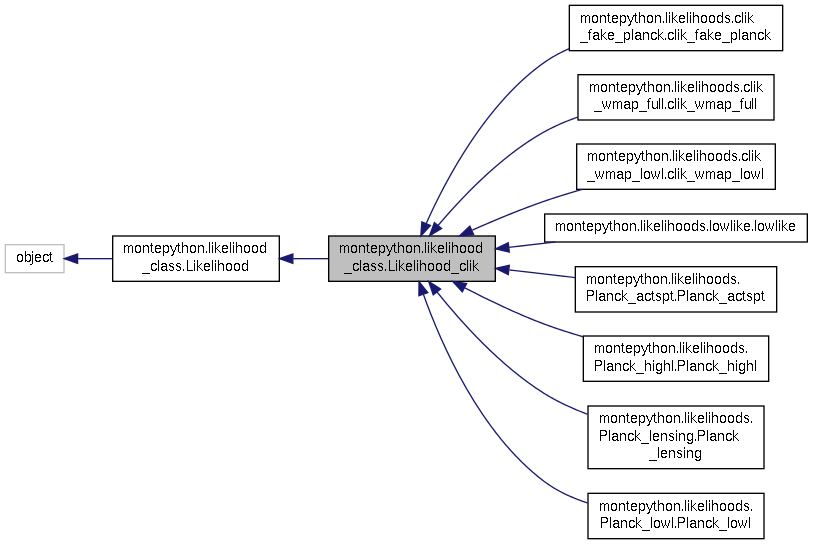 object
montepython.likelihood
_class.Likelihood
montepython.likelihood
_class.Likelihood_clik
montepython.likelihoods.clik
_fake_planck.clik_fake_planck
montepython.likelihoods.clik
_wmap_full.clik_wmap_full
montepython.likelihoods.clik
_wmap_lowl.clik_wmap_lowl
montepython.likelihoods.lowlike.lowlike
montepython.likelihoods.
Planck_actspt.Planck_actspt
montepython.likelihoods.
Planck_highl.Planck_highl
montepython.likelihoods.
Planck_lensing.Planck
_lensing
montepython.likelihoods.
Planck_lowl.Planck_lowl